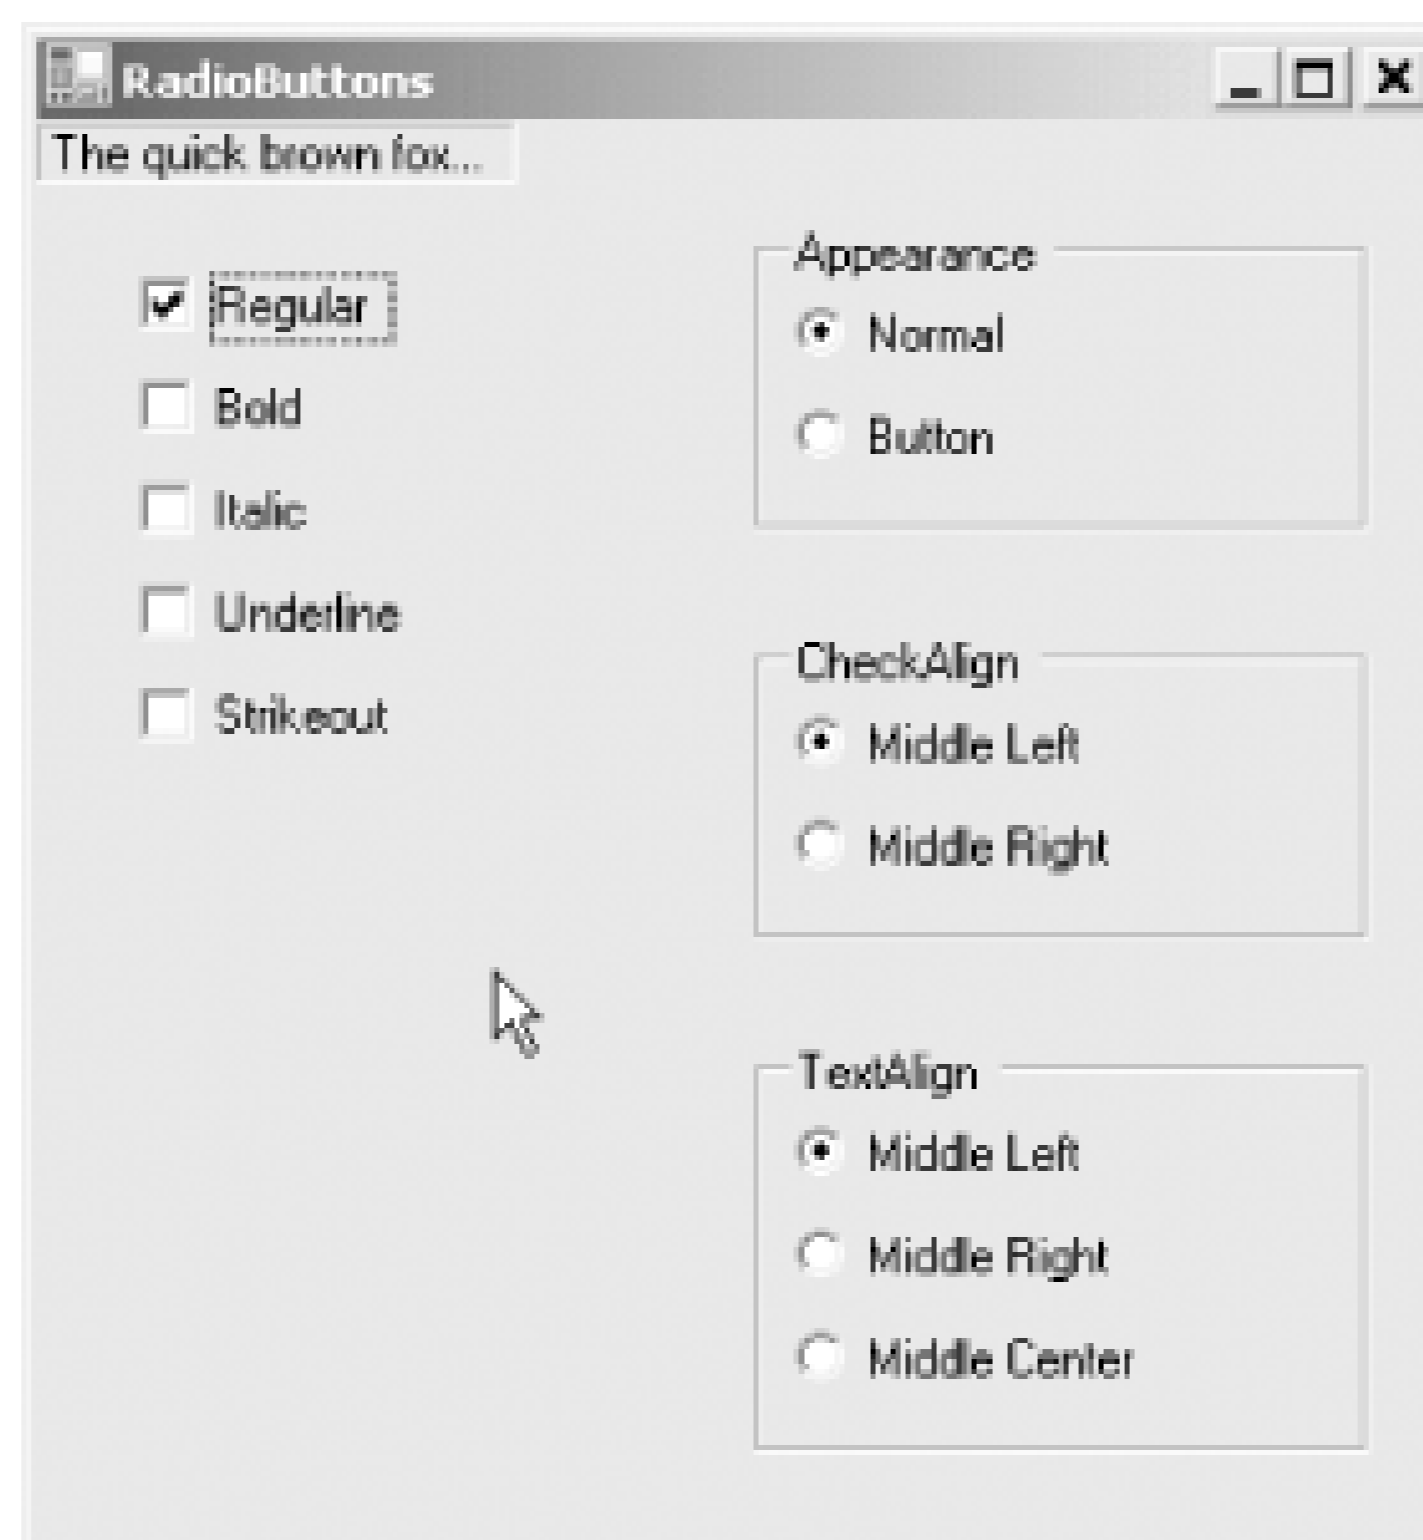 RadioButtons
The quick brown fox...
Regular
Bold
Italic
Underline
Strikeout
Appearance
Normal
Button
CheckAlign
Middle Left
Middle Right
TextAlign
Middle Left
Middle Right
Middle Center